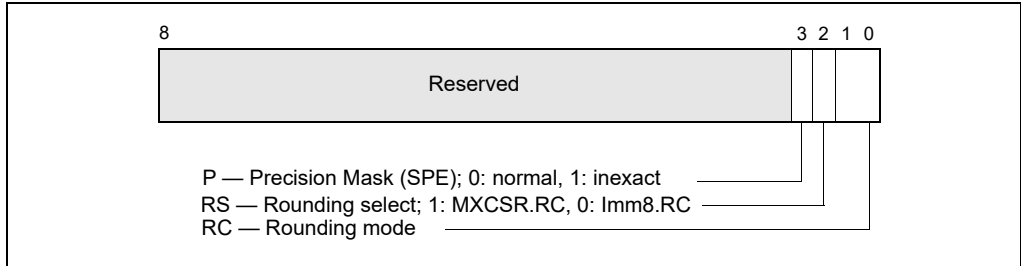 8 3 2 1 0
Reserved
P — Precision Mask (SPE); 0: normal, 1: inexact
RS — Rounding select; 1: MXCSR.RC, 0: Imm8.RC
RC — Rounding mode